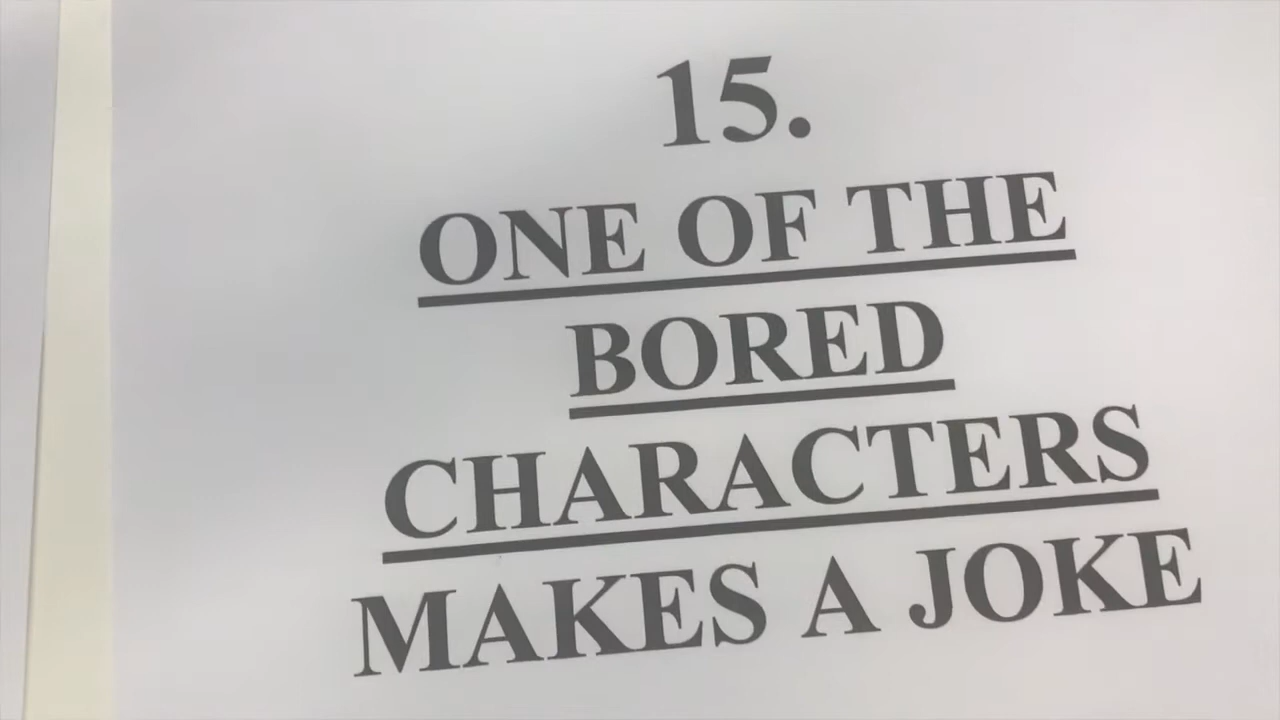 15.
ONE OF THE
BORED
CHARACTERS
MAKES A JOKE